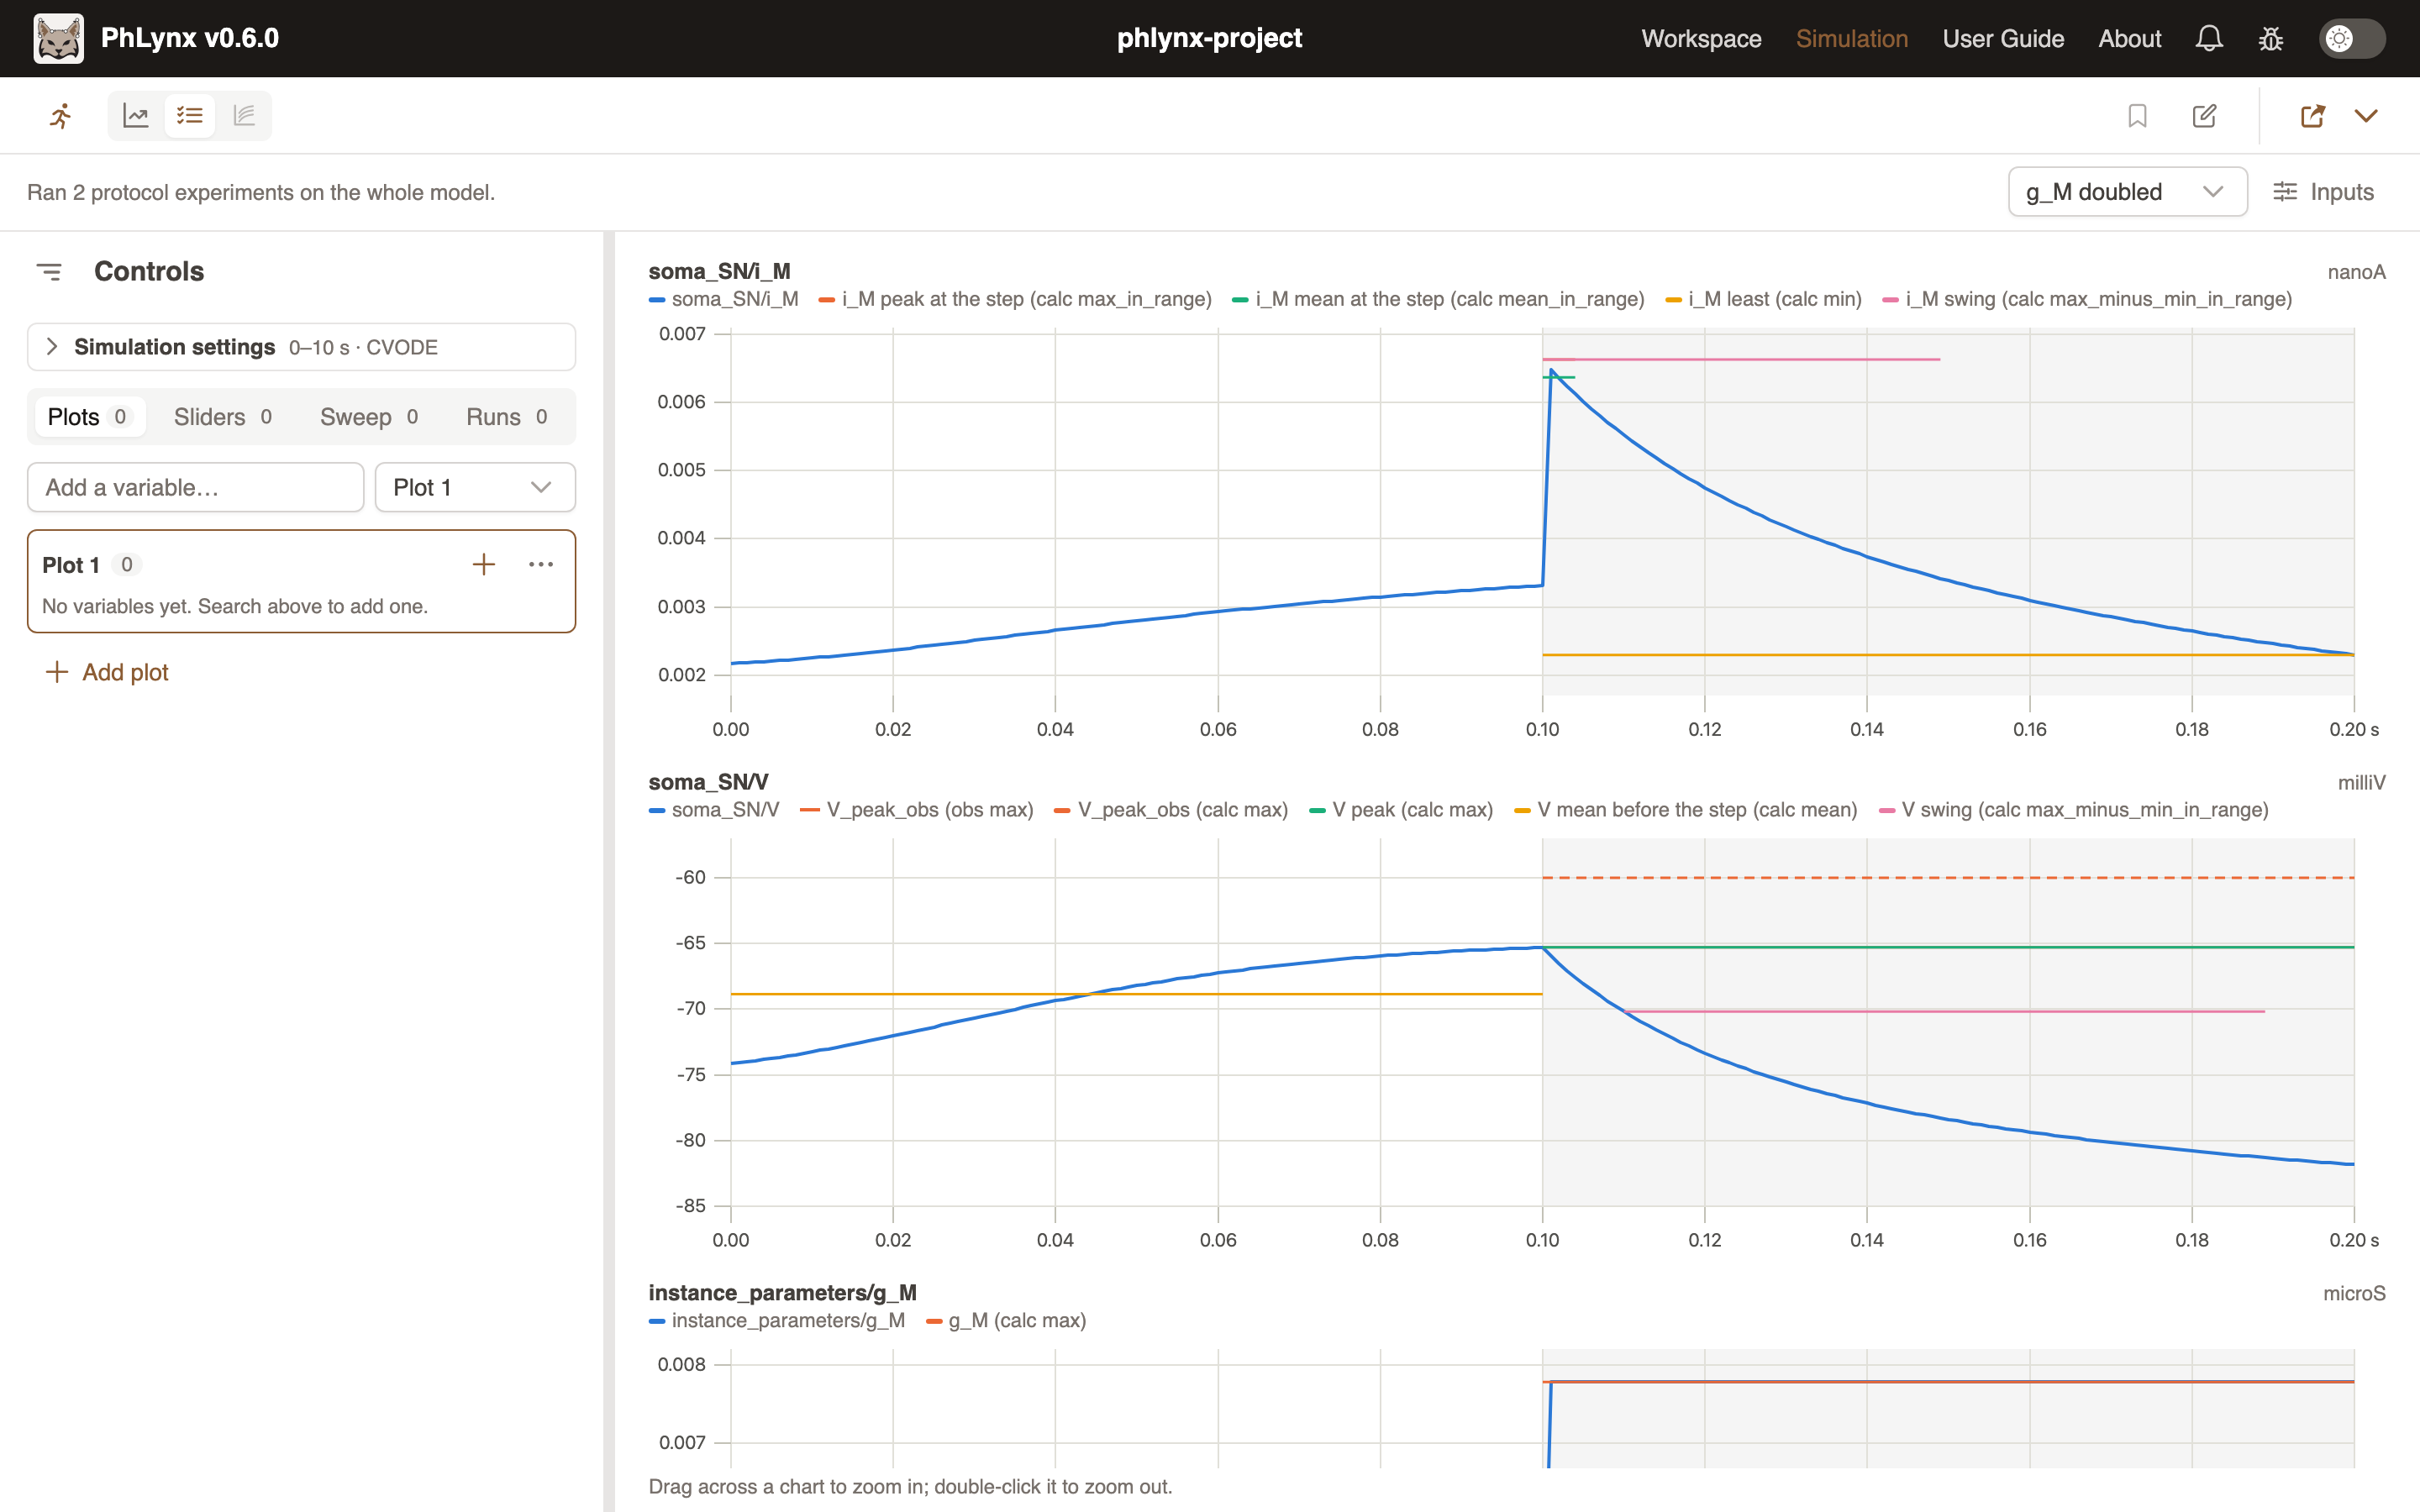 PhLynx v0.6.0
phlynx-project
Workspace Simulation User Guide About
Ran 2 protocol experiments on the whole model.
g_M doubled
Inputs
Controls
Simulation settings 0–10 s · CVODE
Plots 0 Sliders 0 Sweep 0 Runs 0
Add a variable…
Plot 1
Plot 1 0
No variables yet. Search above to add one.
Add plot
soma_SN/i_M
nanoA
soma_SN/i_M i_M peak at the step (calc max_in_range) i_M mean at the step (calc mean_in_range) i_M least (calc min) i_M swing (calc max_minus_min_in_range)
0.007
0.006
0.005
0.004
0.003
0.002
0.00 0.02 0.04 0.06 0.08 0.10 0.12 0.14 0.16 0.18 0.20 s
soma_SN/V
milliV
soma_SN/V V_peak_obs (obs max) V_peak_obs (calc max) V peak (calc max) V mean before the step (calc mean) V swing (calc max_minus_min_in_range)
-60
-65
-70
-75
-80
-85
0.00 0.02 0.04 0.06 0.08 0.10 0.12 0.14 0.16 0.18 0.20 s
instance_parameters/g_M
microS
instance_parameters/g_M g_M (calc max)
0.008
0.007
Drag across a chart to zoom in; double-click it to zoom out.